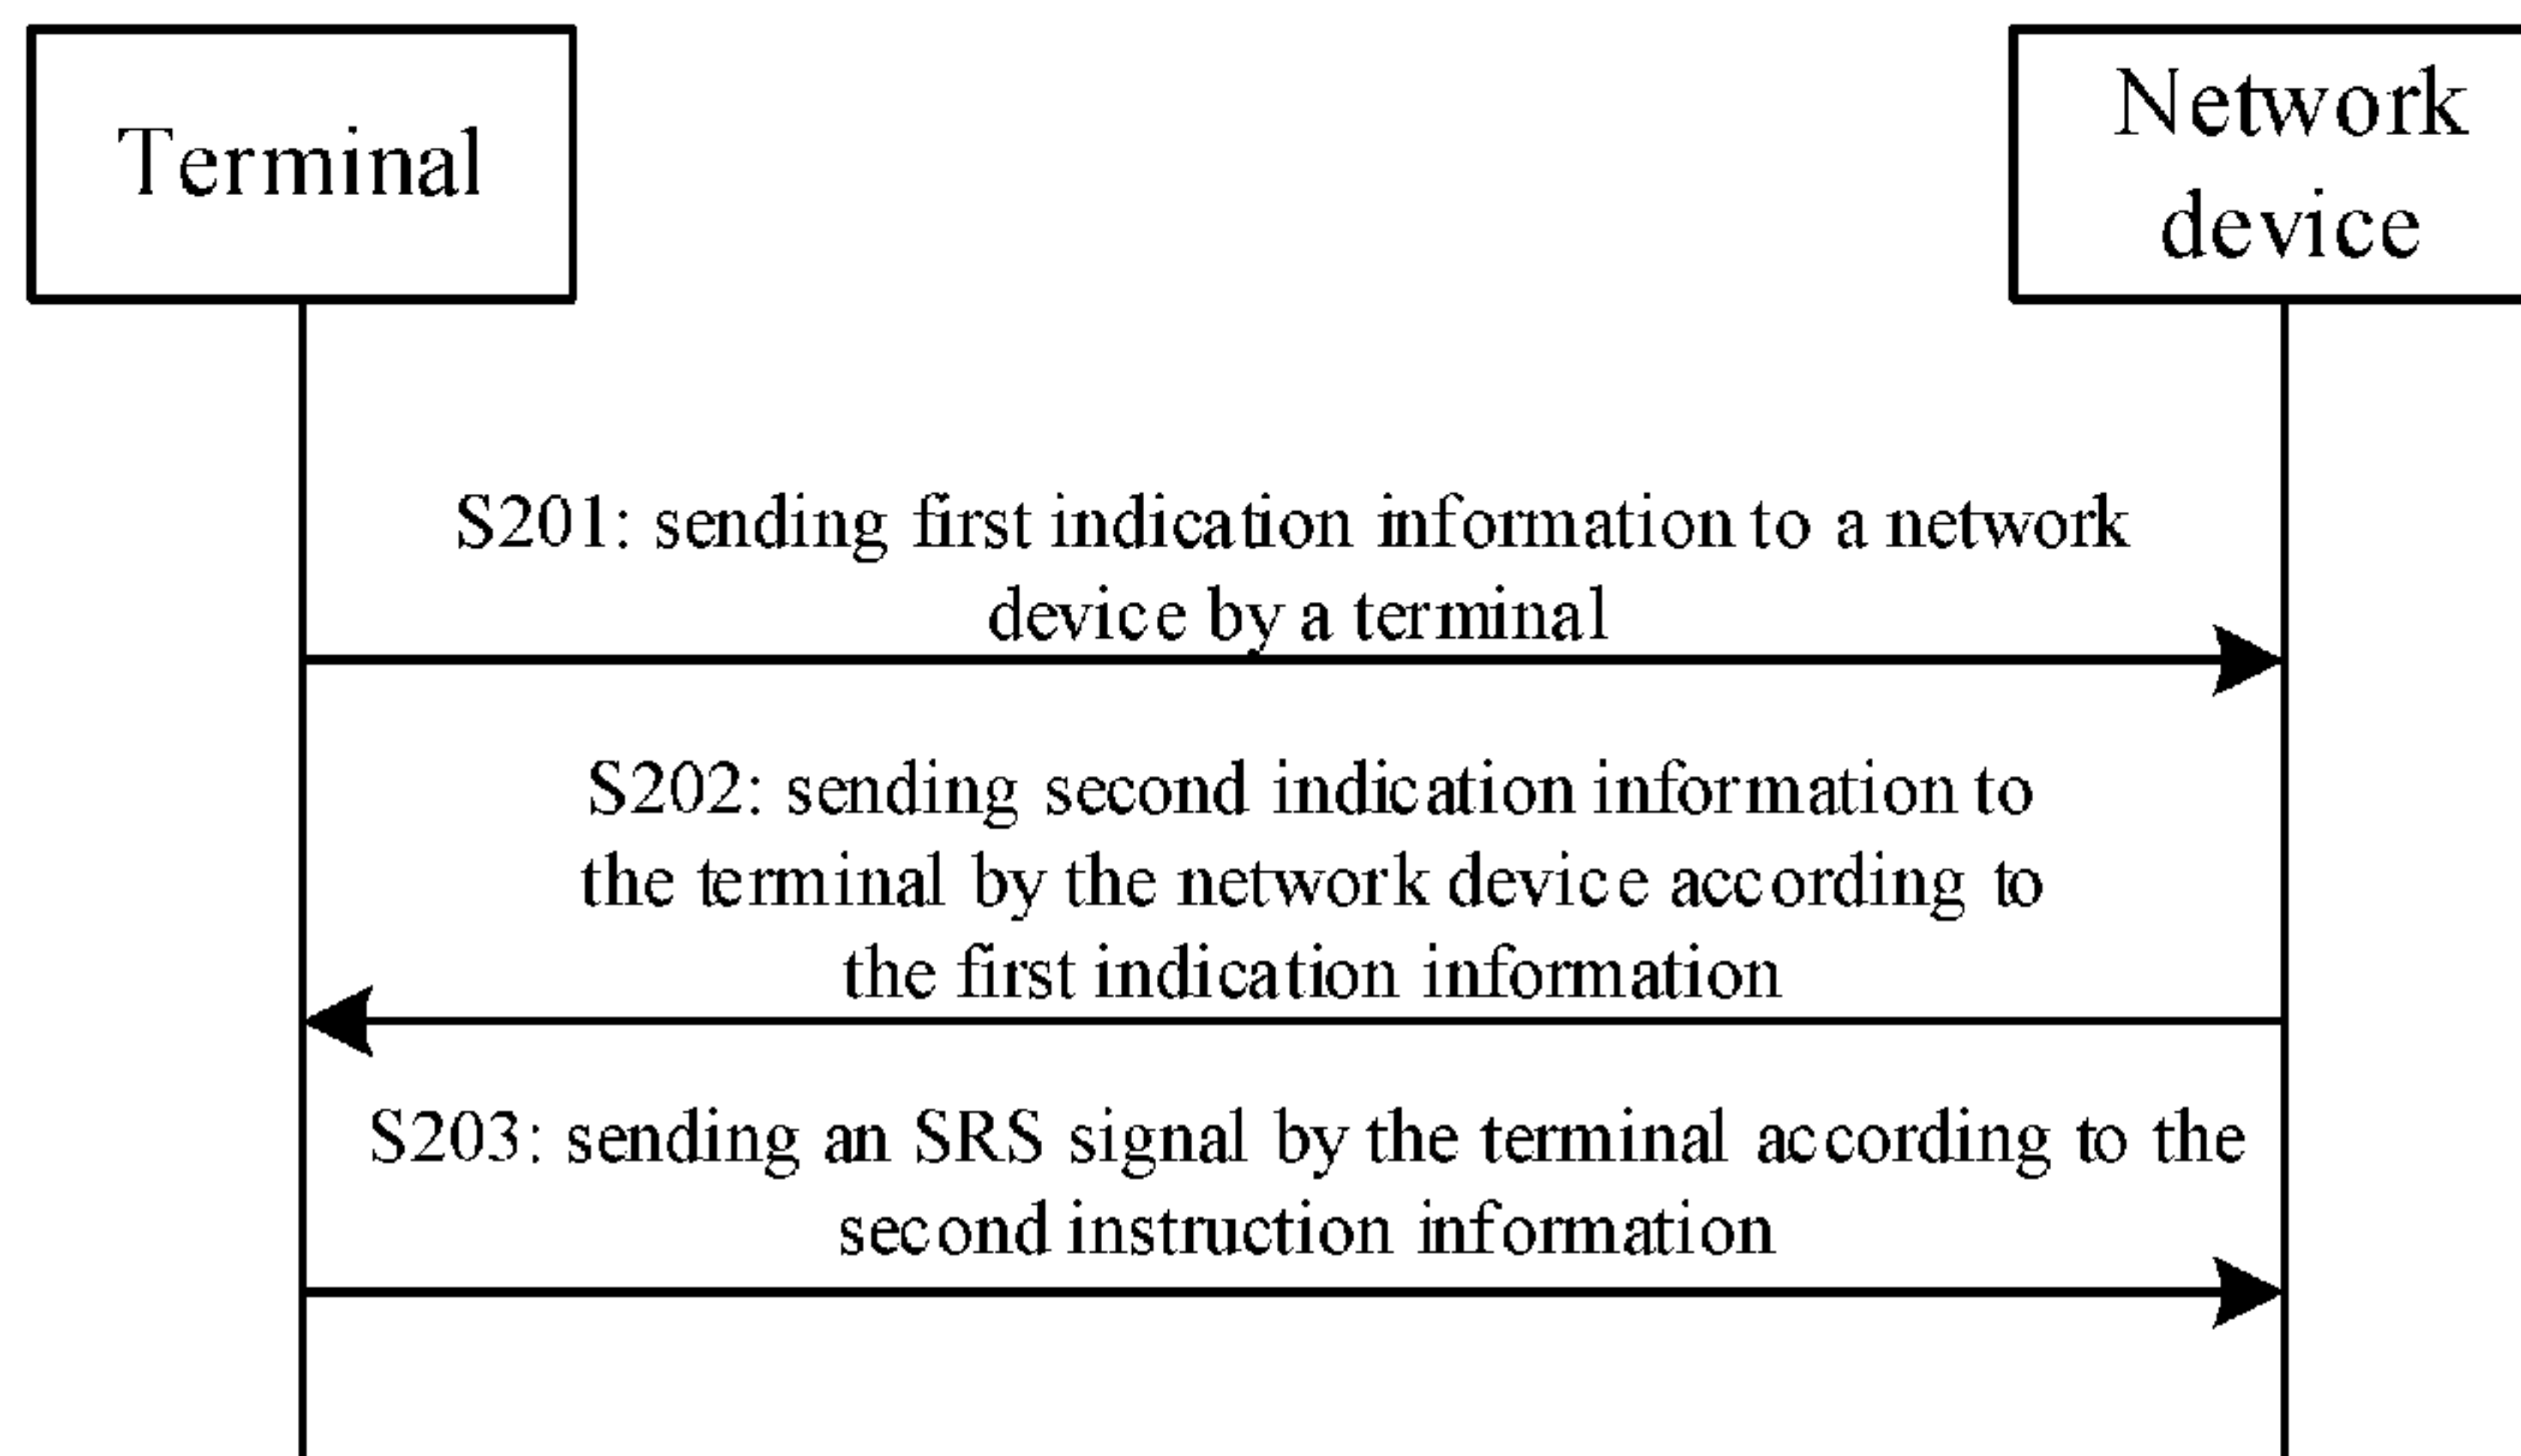 Terminal
Network
device
S201: sending first indication information to a network
device by a terminal
S202: sending second indication information to
the terminal by the network device according to
the first indication information
S203: sending an SRS signal by the terminal according to the
second instruction information